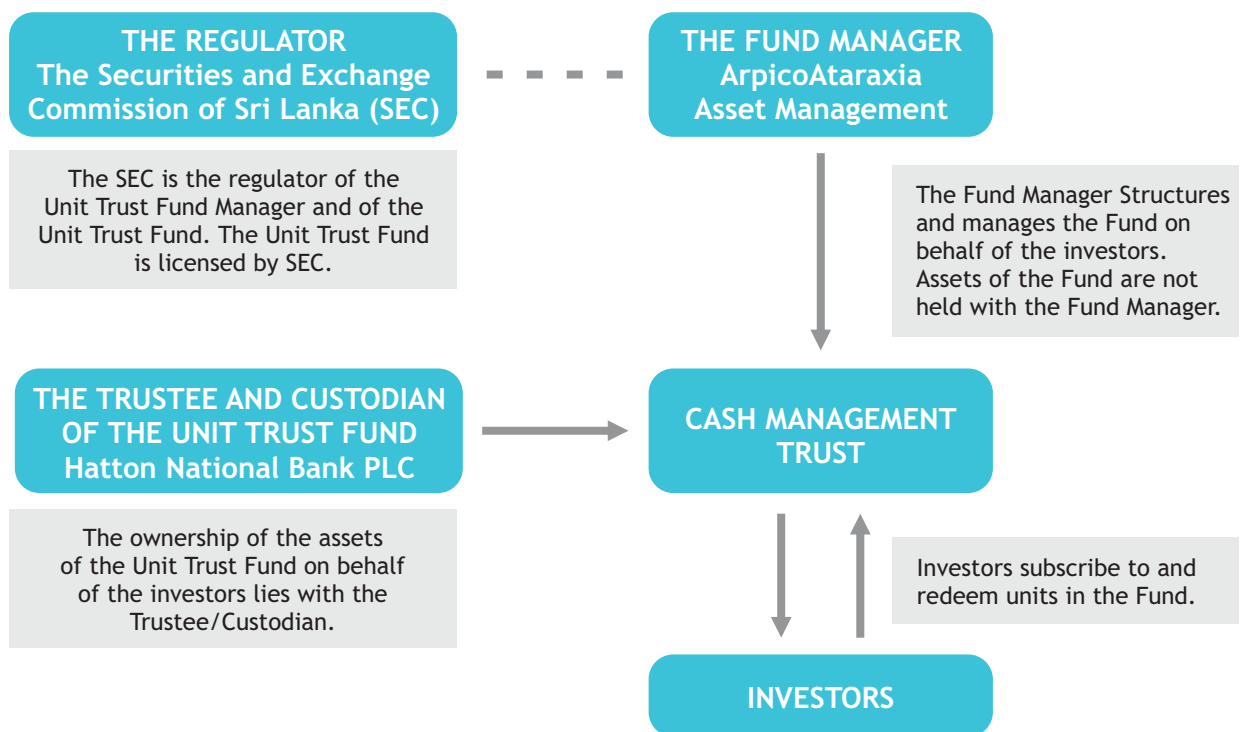 THE REGULATOR
The Securities and Exchange
Commission of Sri Lanka (SEC)
The SEC is the regulator of the
Unit Trust Fund Manager and of the
Unit Trust Fund. The Unit Trust Fund
is licensed by SEC.
THE FUND MANAGER
ArpicoAtaraxia
Asset Management
The Fund Manager Structures
and manages the Fund on
behalf of the investors.
Assets of the Fund are not
held with the Fund Manager.
THE TRUSTEE AND CUSTODIAN
OF THE UNIT TRUST FUND
Hatton National Bank PLC
The ownership of the assets
of the Unit Trust Fund on behalf
of the investors lies with the
Trustee/Custodian.
CASH MANAGEMENT
TRUST
Investors subscribe to and
redeem units in the Fund.
INVESTORS